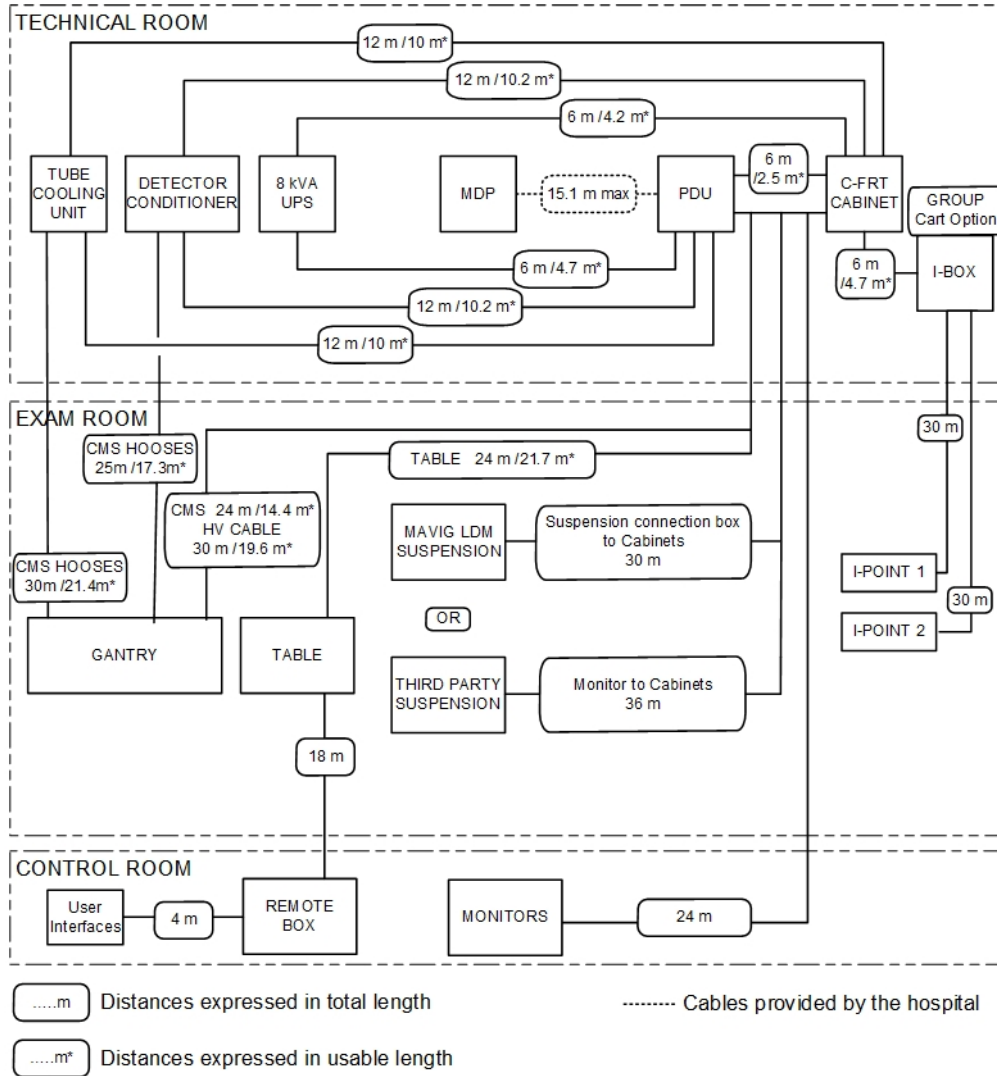 TECHNICAL ROOM
12 m /10 m*
12 m /10.2 m*
6 m /4.2 m*
TUBE
COOLING
UNIT
DETECTOR
CONDITIONER
8 kVA
UPS
MDP
15.1 m max
PDU
6 m
/2.5 m*
C-FRT
CABINET
GROUP
Cart Option
6 m
/4.7 m*
I-BOX
6 m /4.7 m*
12 m /10.2 m*
12 m /10 m*
EXAM ROOM
CMS HOOSES
25m /17.3m*
TABLE 24 m /21.7 m*
30 m
CMS 24 m /14.4 m*
HV CABLE
30 m /19.6 m*
MAVIG LDM
SUSPENSION
Suspension connection box
to Cabinets
30 m
CMS HOOSES
30m /21.4m*
I-POINT 1
30 m
OR
I-POINT 2
GANTRY
TABLE
THIRD PARTY
SUSPENSION
Monitor to Cabinets
36 m
18 m
CONTROL ROOM
User
Interfaces
4 m
REMOTE
BOX
MONITORS
24 m
.....m Distances expressed in total length
-------- Cables provided by the hospital
....m* Distances expressed in usable length